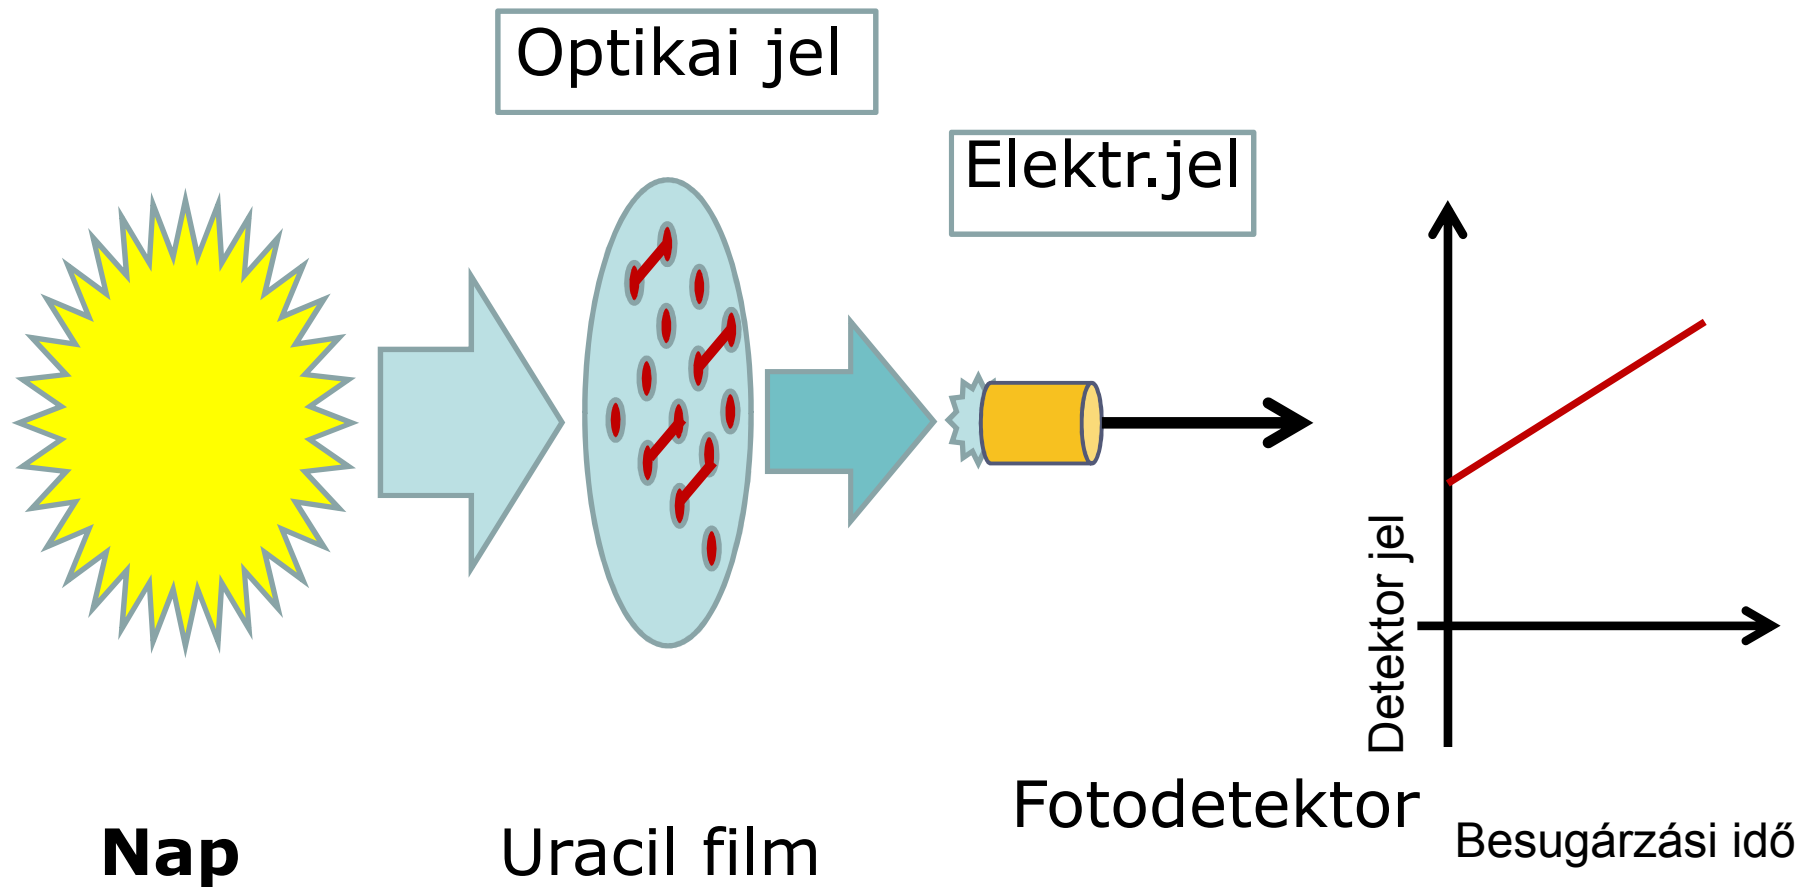 Optikai jel
Elektr.jel
Detektor jel
Fotodetektor
Besugárzási idő
Nap
Uracil film